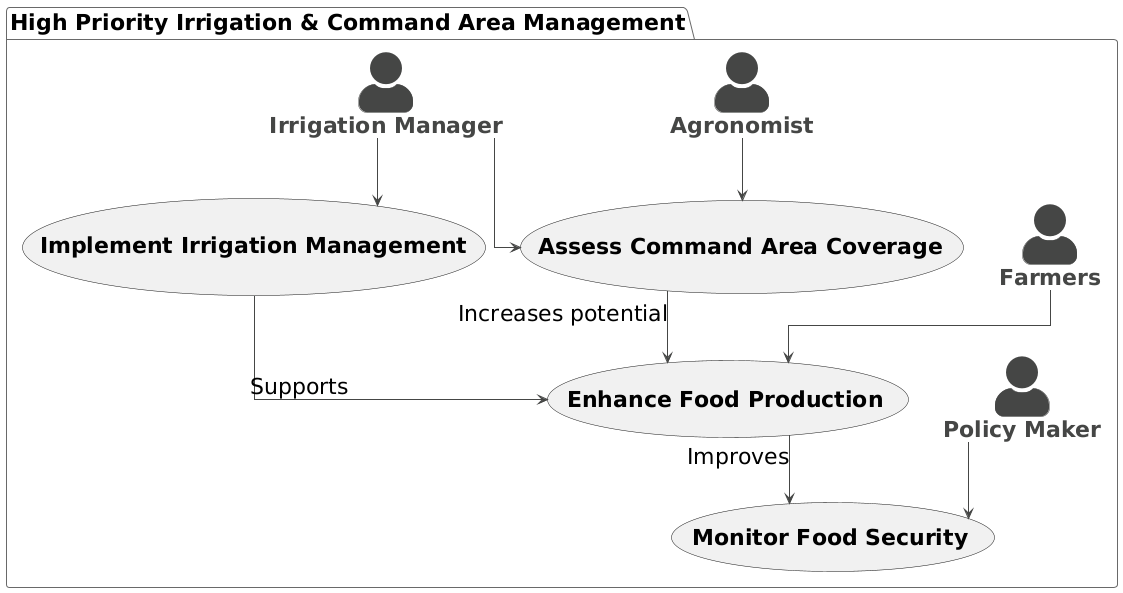 High Priority Irrigation & Command Area Management
Irrigation Manager
Agronomist
Implement Irrigation Management
Assess Command Area Coverage
Farmers
Increases potential
Supports
Enhance Food Production
Policy Maker
Improves
Monitor Food Security